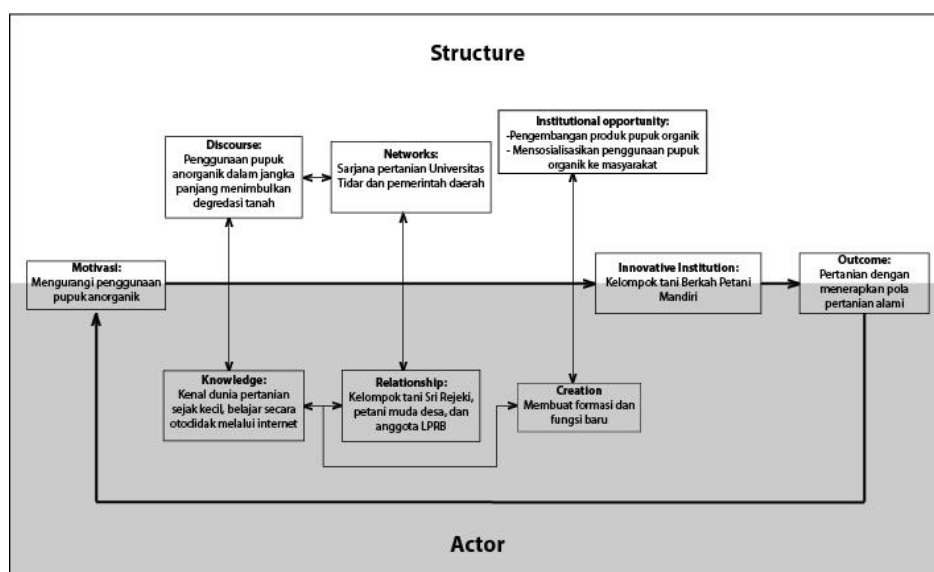 Structure
Institutional opportunity:
-Pengembangan produk pupuk organik
- Mensosialisasikan penggunaan pupuk
organik ke masyarakat
Discourse:
Penggunaan pupuk
anorganik dalam jangka
panjang menimbulkan
degredasi tanah
Networks:
Sarjana pertanian Universitas
Tidar dan pemerintah daerah
Motivasi:
Mengurangi penggunaan
pupuk anorganik
Innovative Institution:
Kelompok tani Berkah Petani
Mandiri
Outcome:
Pertanian dengan
menerapkan pola
pertanian alami
Knowledge:
Kenal dunia pertanian
sejak kecil, belajar secara
otodidak melalui internet
Relationship:
Kelompok tani Sri Rejeki,
petani muda desa, dan
anggota LPRB
Creation
Membuat formasi dan
fungsi baru
Actor